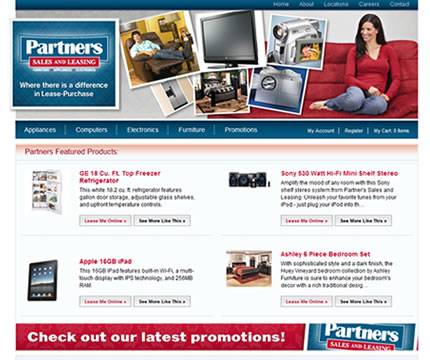 Home About Locations Careers Contact
Partners
SALES AND LEASING
FURNITURE • APPLIANCES • ELECTRONICS
Where there is a difference
in Lease-Purchase
Appliances Computers Electronics Furniture Promotions My Account | Register | My Cart: 0 Items
Partners Featured Products:
GE 18 Cu. Ft. Top Freezer
Refrigerator
This white 18.2 cu. ft. refrigerator features
gallon door storage, adjustable glass shelves,
and upfront temperature controls.
Lease Me Online » See More Like This »
Sony 530 Watt Hi-Fi Mini Shelf Stereo
Amplify the mood of any room with this Sony
shelf stereo system from Partner's Sales and
Leasing. Unleash your favorite tunes from your
iPod - just plug your iPod into th...
Lease Me Online » See More Like This »
Apple 16GB iPad
This 16GB iPad features built-in Wi-Fi, a multi-
touch display with IPS technology, and 256MB
RAM.
Lease Me Online » See More Like This »
Ashley 6 Piece Bedroom Set
With sophisticated style and a dark finish, the
Huey Vineyard bedroom collection by Ashley
Furniture is sure to enhance your bedroom's
decor with a rich traditional desig...
Lease Me Online » See More Like This »
Check out our latest promotions!
Partners
SALES AND LEASING